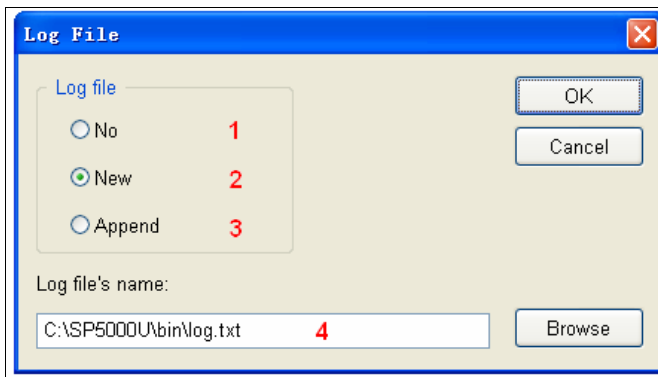 Log File
Log file
No 1
New 2
Append 3
OK
Cancel
Log file's name:
C:\SP5000U\bin\log.txt 4
Browse